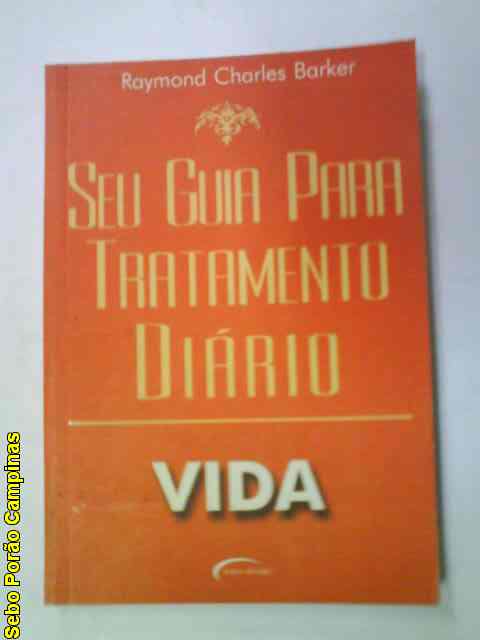 Raymond Charles Barker
SEU GUIA PARA
TRATAMENTO
DIÁRIO
VIDA
Sebo Porão Campinas